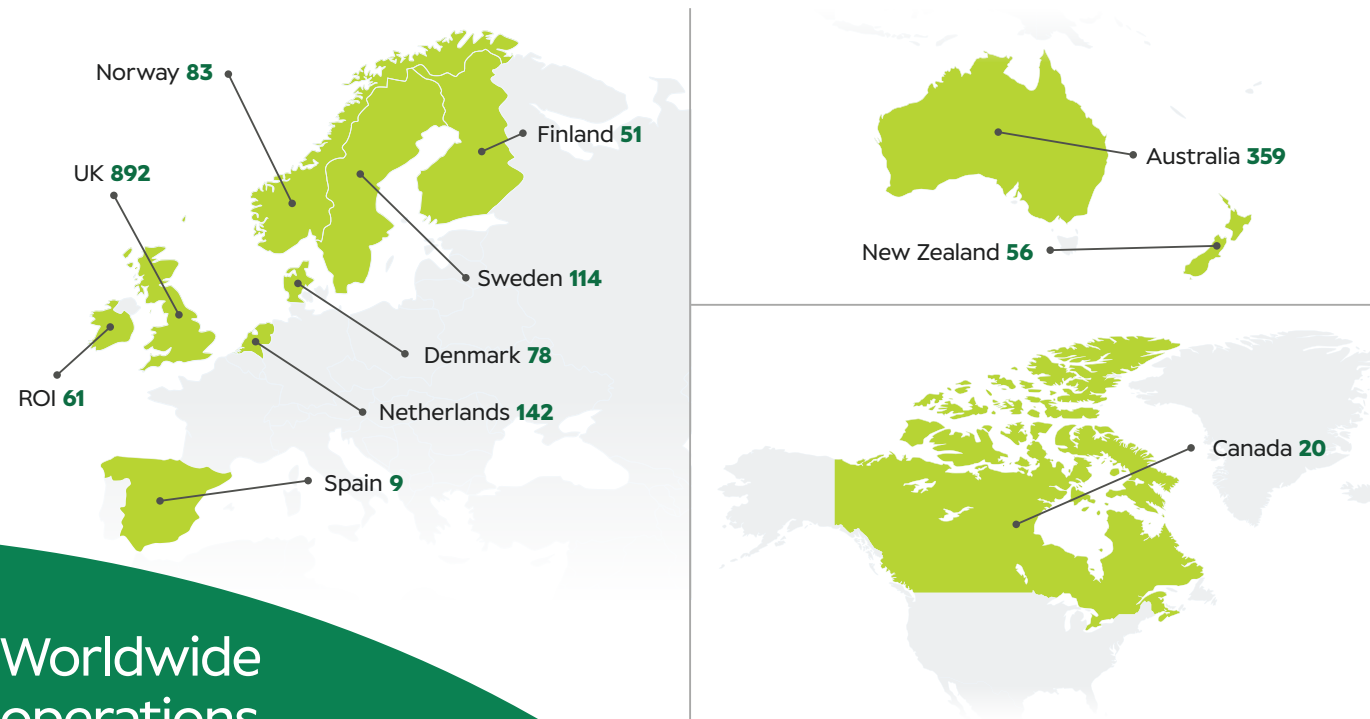 Norway 83
Finland 51
UK 892
Sweden 114
Denmark 78
ROI 61
Netherlands 142
Spain 9
Australia 359
New Zealand 56
Canada 20
Worldwide
operations